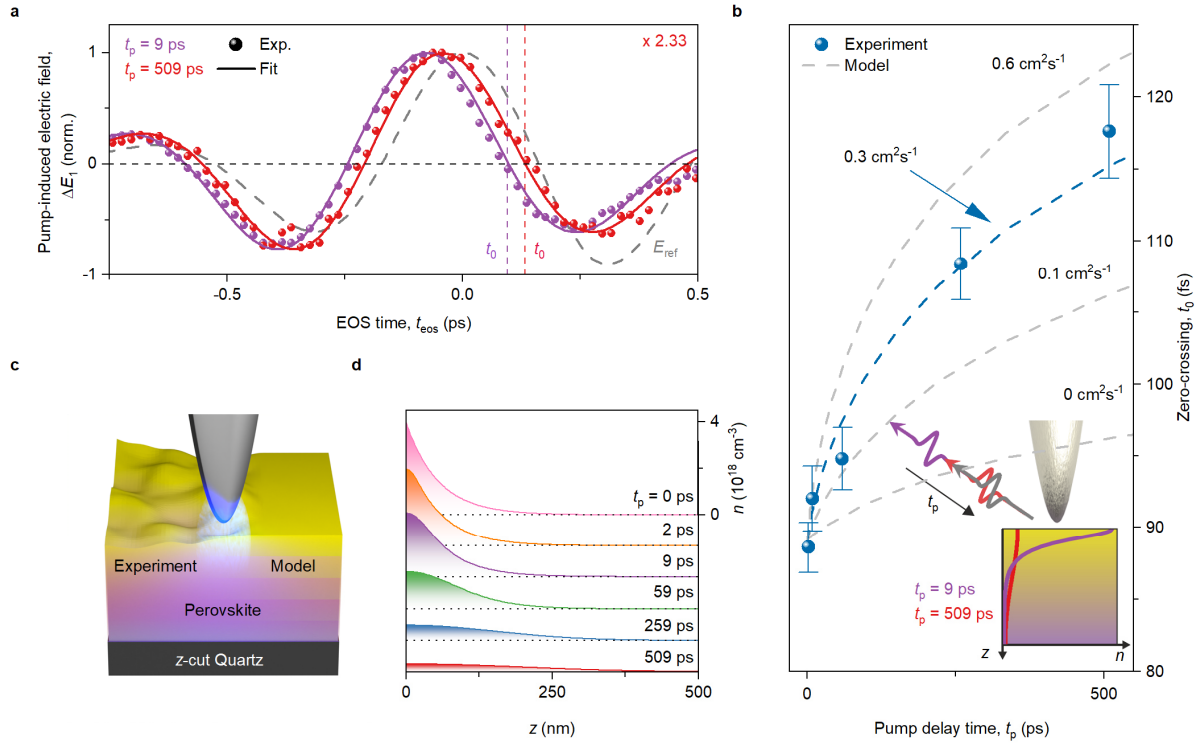 a
t_p = 9 ps
t_p = 509 ps
Exp.
Fit
x 2.33
Pump-induced electric field,
ΔE_1 (norm.)
1
0
-1
t_0
t_0
E_ref
-0.5
0.0
0.5
EOS time, t_eos (ps)
b
Experiment
Model
0.6 cm²s⁻¹
0.3 cm²s⁻¹
0.1 cm²s⁻¹
0 cm²s⁻¹
t_p
t_p = 9 ps
t_p = 509 ps
z
n
120
110
100
90
80
Zero-crossing, t_0 (fs)
0
500
Pump delay time, t_p (ps)
c
Experiment
Model
Perovskite
z-cut Quartz
d
t_p = 0 ps
2 ps
9 ps
59 ps
259 ps
509 ps
4
0
n (10¹⁸ cm⁻³)
0
250
500
z (nm)